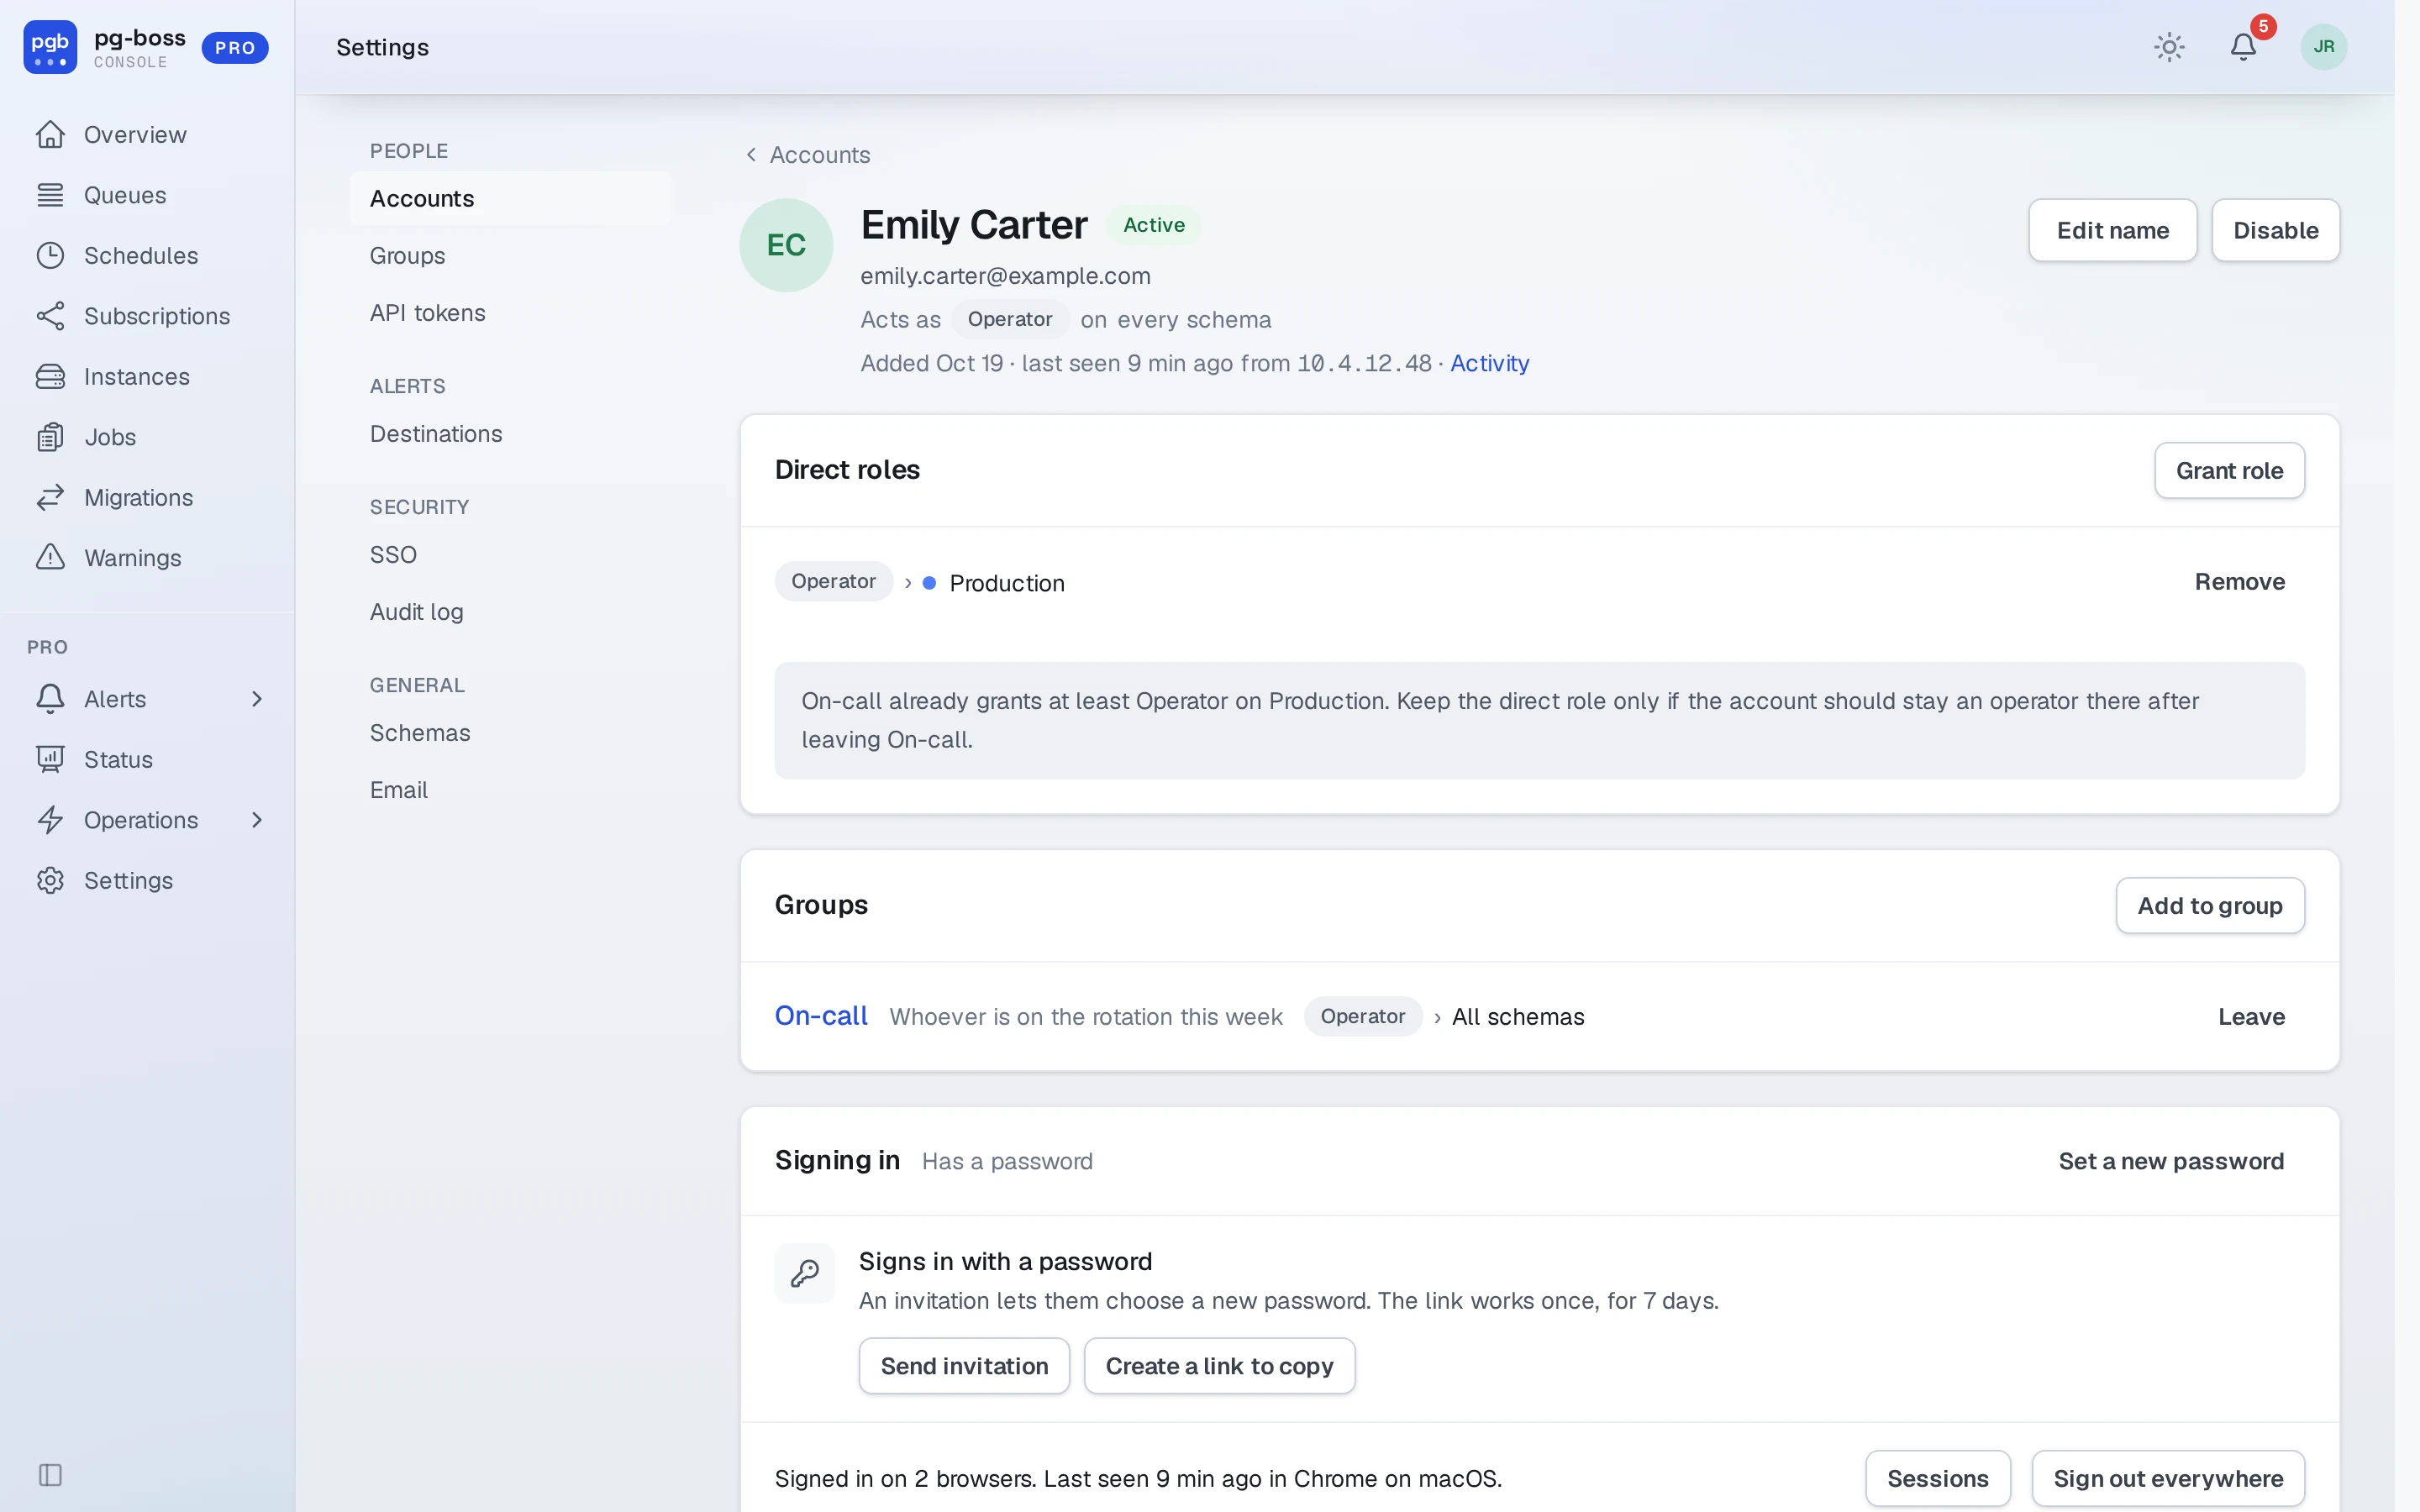 pgb
pg-boss
CONSOLE
PRO
Settings
5
JR
Overview
Queues
Schedules
Subscriptions
Instances
Jobs
Migrations
Warnings
PRO
Alerts
Status
Operations
Settings
PEOPLE
Accounts
Groups
API tokens
ALERTS
Destinations
SECURITY
SSO
Audit log
GENERAL
Schemas
Email
Accounts
EC
Emily Carter
Active
Edit name
Disable
emily.carter@example.com
Acts as Operator on every schema
Added Oct 19 · last seen 9 min ago from 10.4.12.48 · Activity
Direct roles
Grant role
Operator › Production
Remove
On-call already grants at least Operator on Production. Keep the direct role only if the account should stay an operator there after
leaving On-call.
Groups
Add to group
On-call Whoever is on the rotation this week Operator › All schemas
Leave
Signing in Has a password
Set a new password
Signs in with a password
An invitation lets them choose a new password. The link works once, for 7 days.
Send invitation
Create a link to copy
Signed in on 2 browsers. Last seen 9 min ago in Chrome on macOS.
Sessions
Sign out everywhere